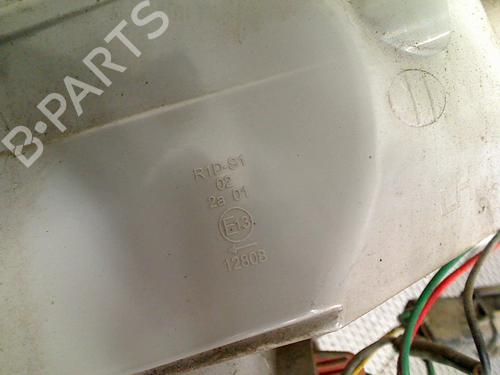 B-PARTS
R1D-S1
02
2a 01
E13
12808
LH